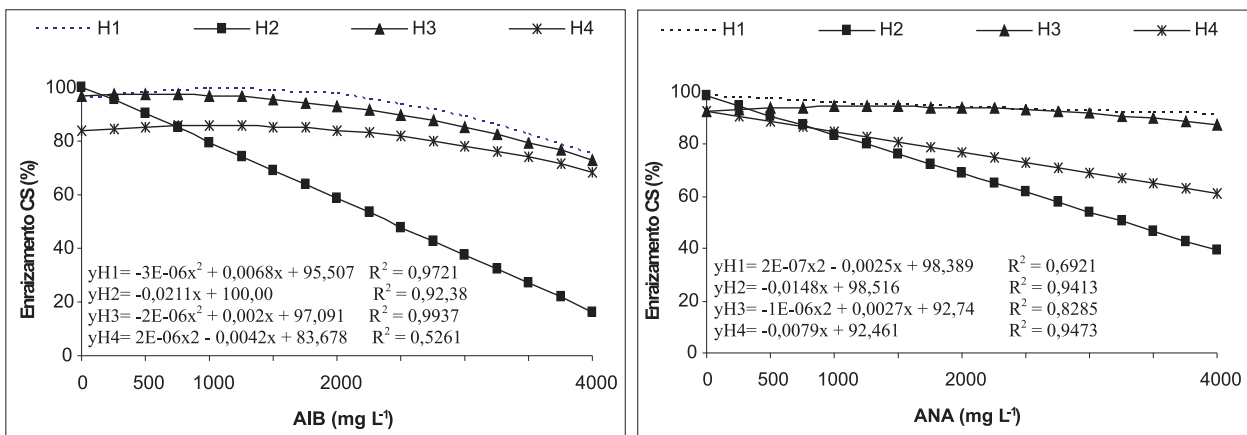 H1 H2 H3 H4
Enraizamento CS (%)
100
80
60
40
20
0
yH1= -3E-06x² + 0,0068x + 95,507 R² = 0,9721
yH2= -0,0211x + 100,00 R² = 0,92,38
yH3= -2E-06x² + 0,002x + 97,091 R² = 0,9937
yH4= 2E-06x2 - 0,0042x + 83,678 R² = 0,5261
0 500 1000 2000 4000
AIB (mg L⁻¹)
H1 H2 H3 H4
Enraizamento CS (%)
100
80
60
40
20
0
yH1= 2E-07x2 - 0,0025x + 98,389 R² = 0,6921
yH2= -0,0148x + 98,516 R² = 0,9413
yH3= -1E-06x2 + 0,0027x + 92,74 R² = 0,8285
yH4= -0,0079x + 92,461 R² = 0,9473
0 500 1000 2000 4000
ANA (mg L⁻¹)